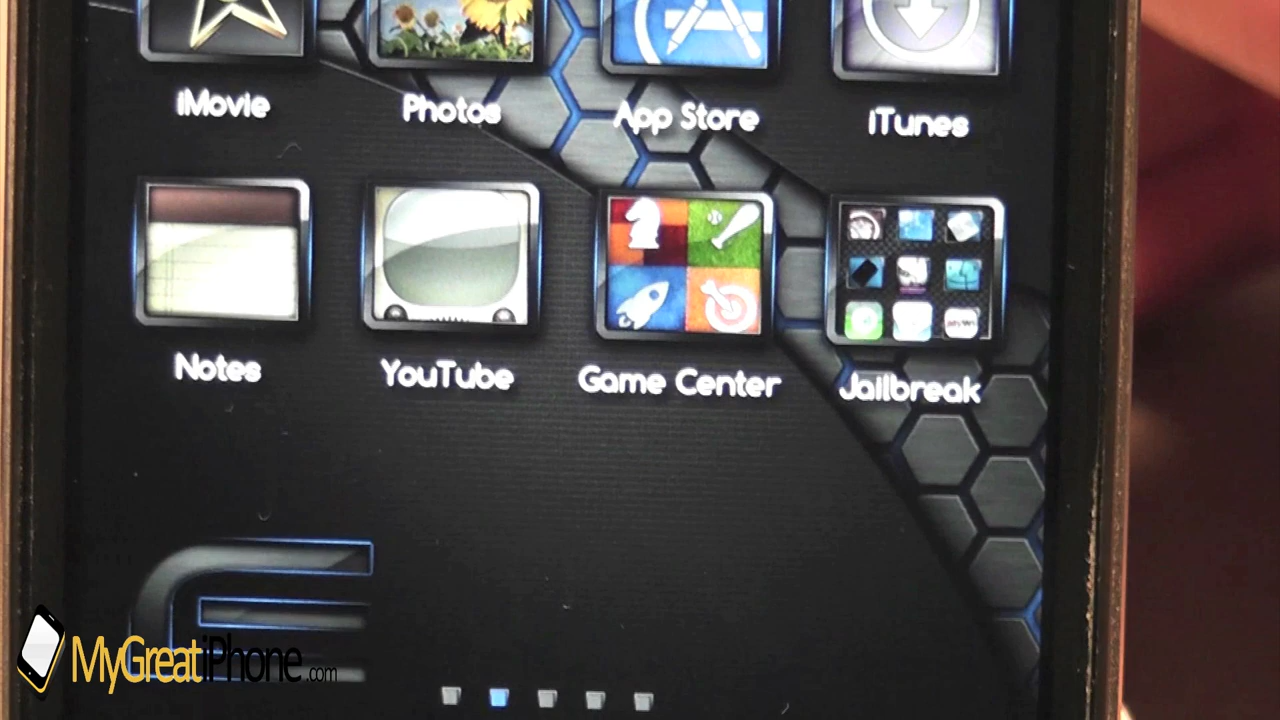 iMovie Photos App Store iTunes
Notes YouTube Game Center Jailbreak
MyGreatiPhone.com